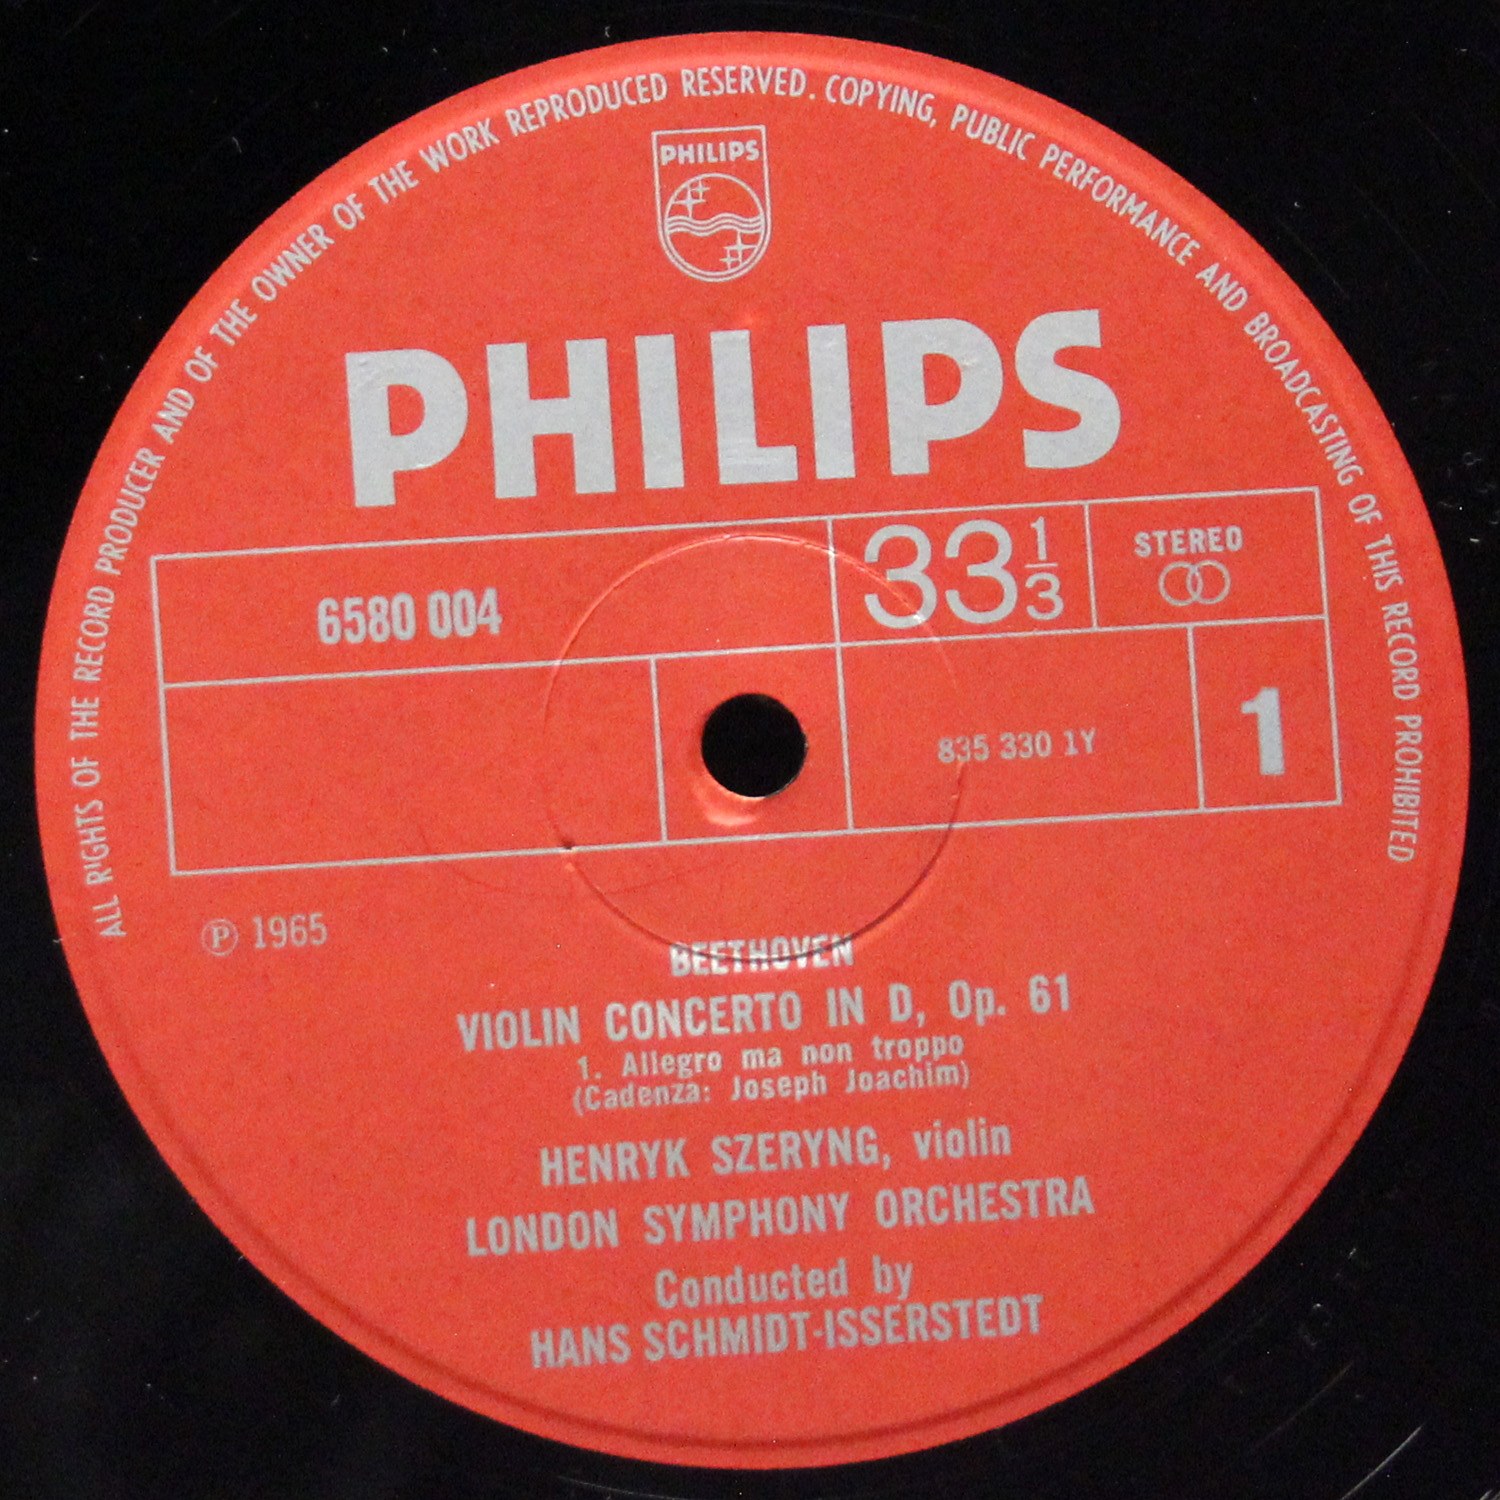 ALL RIGHTS OF THE RECORD PRODUCER AND OF THE OWNER OF THE WORK REPRODUCED RESERVED. COPYING, PUBLIC PERFORMANCE AND BROADCASTING OF THIS RECORD PROHIBITED
PHILIPS
PHILIPS
6580 004
33 1/3
STEREO
835 330 1Y
1
Ⓟ 1965
BEETHOVEN
VIOLIN CONCERTO IN D, Op. 61
1. Allegro ma non troppo
(Cadenza: Joseph Joachim)
HENRYK SZERYNG, violin
LONDON SYMPHONY ORCHESTRA
Conducted by
HANS SCHMIDT-ISSERSTEDT